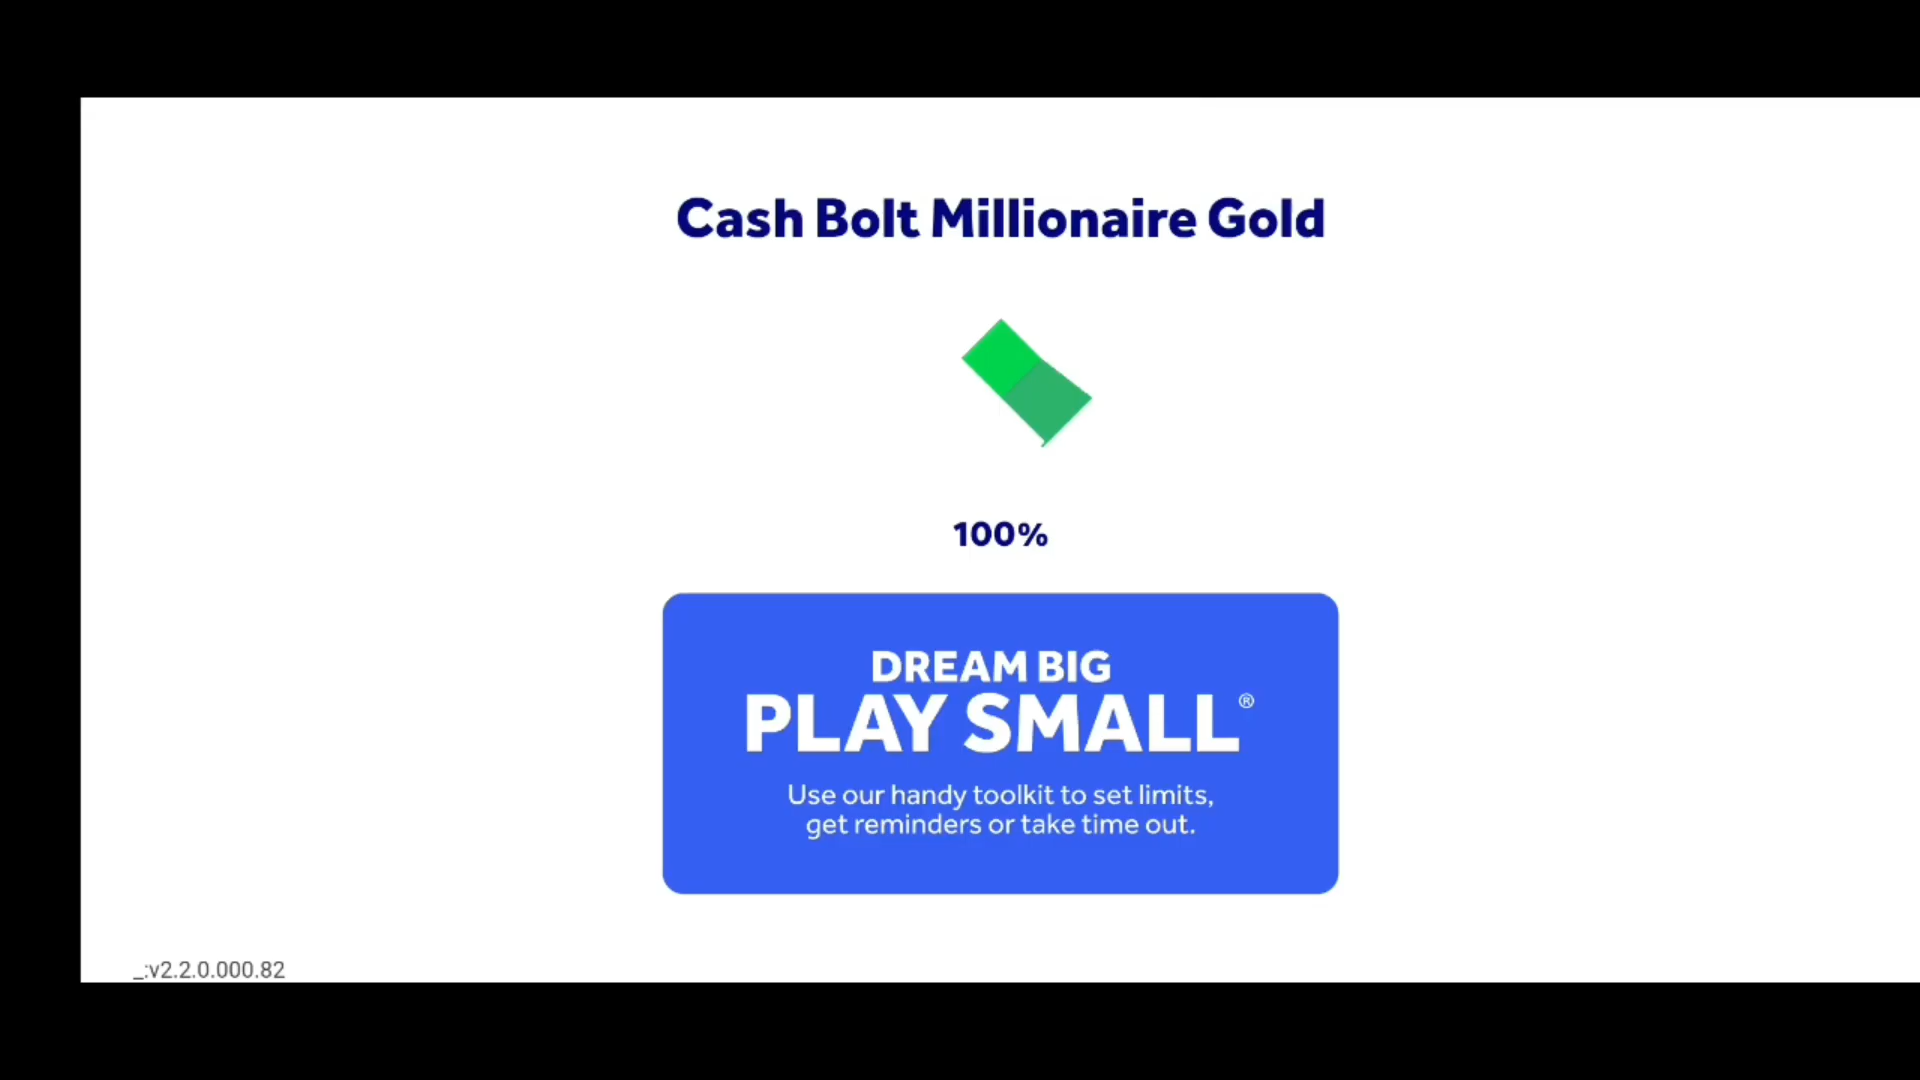 Cash Bolt Millionaire Gold
100%
DREAM BIG
PLAY SMALL®
Use our handy toolkit to set limits,
get reminders or take time out.
_:v2.2.0.000.82